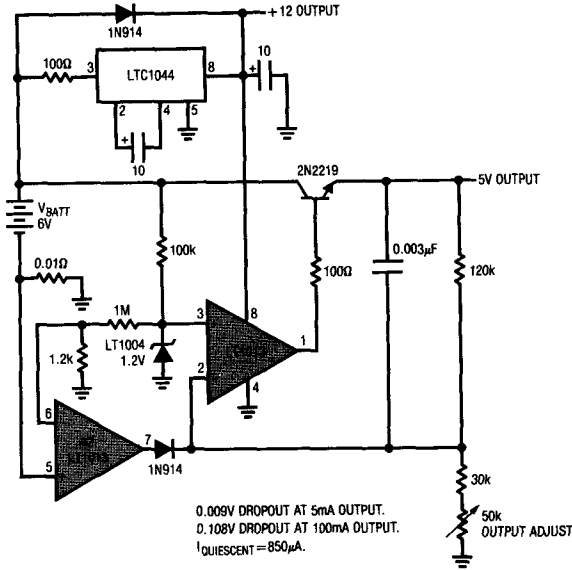 +12 OUTPUT
1N914
100Ω
3
LTC1044
8
+
10
2
4
5
+
10
2N2219
5V OUTPUT
VBATT
6V
100k
0.003µF
120k
0.01Ω
100Ω
1M
3
8
1
LT1004
1.2V
1.2k
2
4
6
7
5
1N914
30k
50k
OUTPUT ADJUST
0.009V DROPOUT AT 5mA OUTPUT.
0.108V DROPOUT AT 100mA OUTPUT.
IQUIESCENT=850µA.